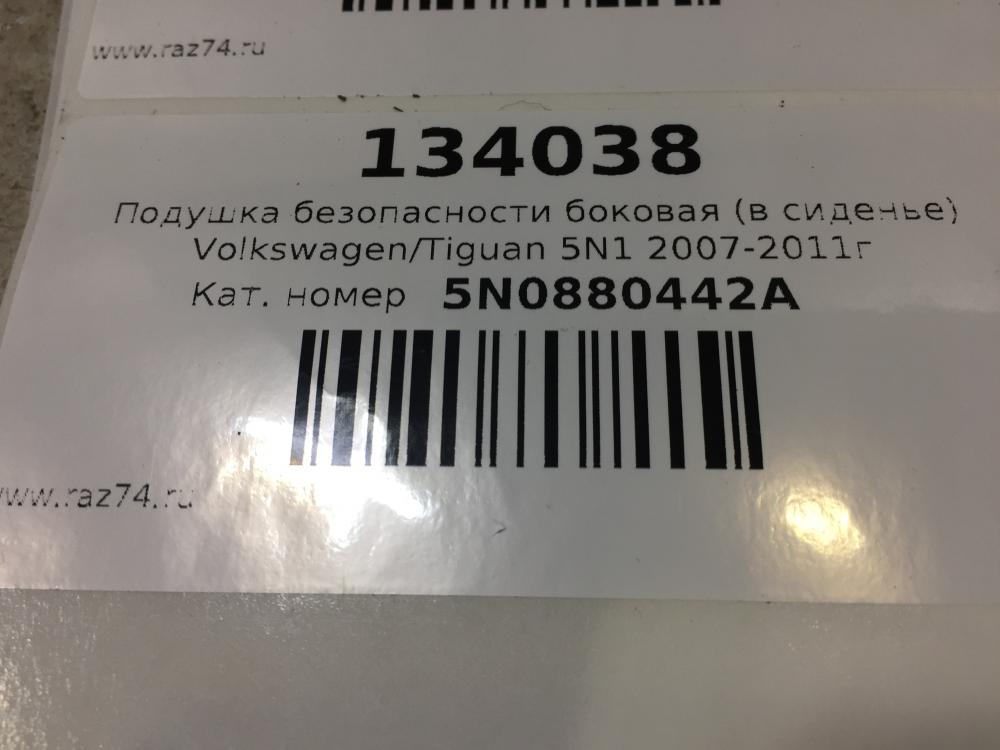 www.raz74.ru
134038
Подушка безопасности боковая (в сиденье)
Volkswagen/Tiguan 5N1 2007-2011г
Кат. номер 5N0880442A
www.raz74.ru